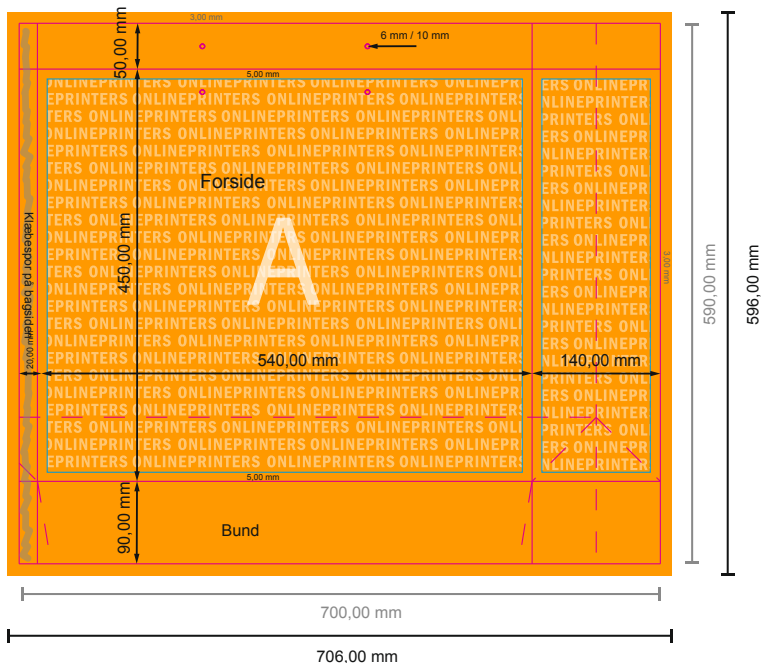 3,00 mm
50,00 mm
6 mm / 10 mm
5,00 mm
ONLINEPRINTERS ONLINEPRINTERS ONLINEPRINTERS
Forside
A
Klæbespor på bagsiden
20,00 mm
450,00 mm
540,00 mm
140,00 mm
3,00 mm
590,00 mm
596,00 mm
5,00 mm
90,00 mm
Bund
700,00 mm
706,00 mm